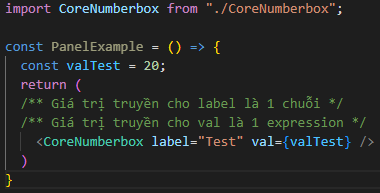 import CoreNumberbox from "./CoreNumberbox";
const PanelExample = () => {
const valTest = 20;
return (
/** Giá trị truyền cho label là 1 chuỗi */
/** Giá trị truyền cho val là 1 expression */
<CoreNumberbox label="Test" val={valTest} />
)
}